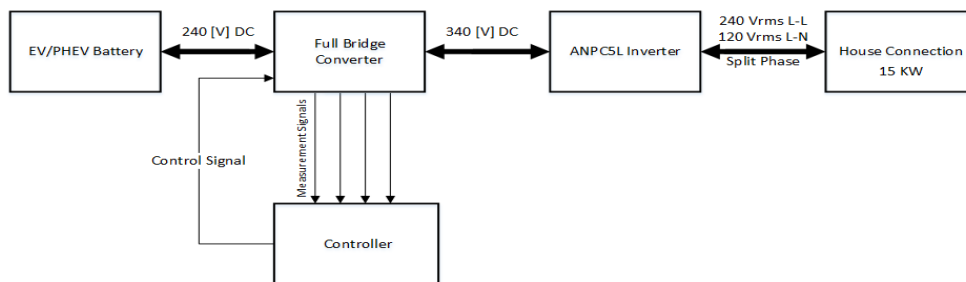 EV/PHEV Battery
240 [V] DC
Full Bridge
Converter
340 [V] DC
ANPC5L Inverter
240 Vrms L-L
120 Vrms L-N
Split Phase
House Connection
15 KW
Measurement Signals
Control Signal
Controller